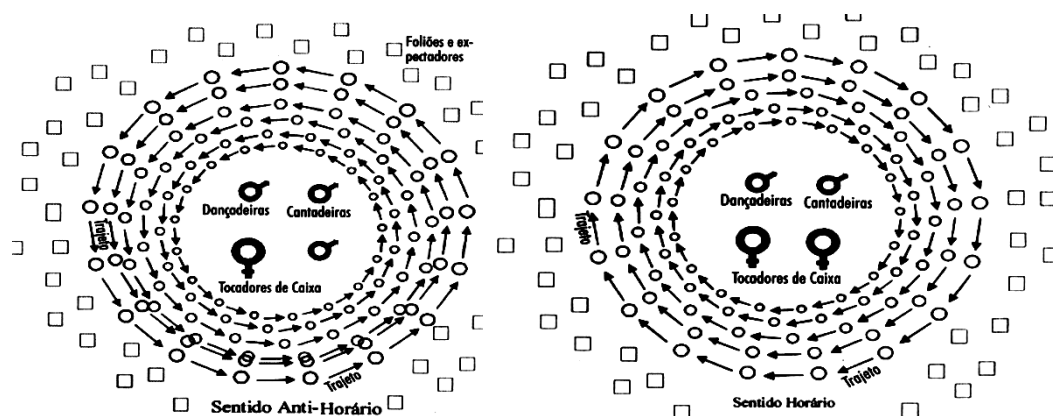 Foliões e ex-
pectadores
Dançadeiras
Cantadeiras
Trajeto
Tocadores de Caixa
Trajeto
Sentido Anti-Horário
Dançadeiras
Cantadeiras
Trajeto
Tocadores de Caixa
Trajeto
Sentido Horário